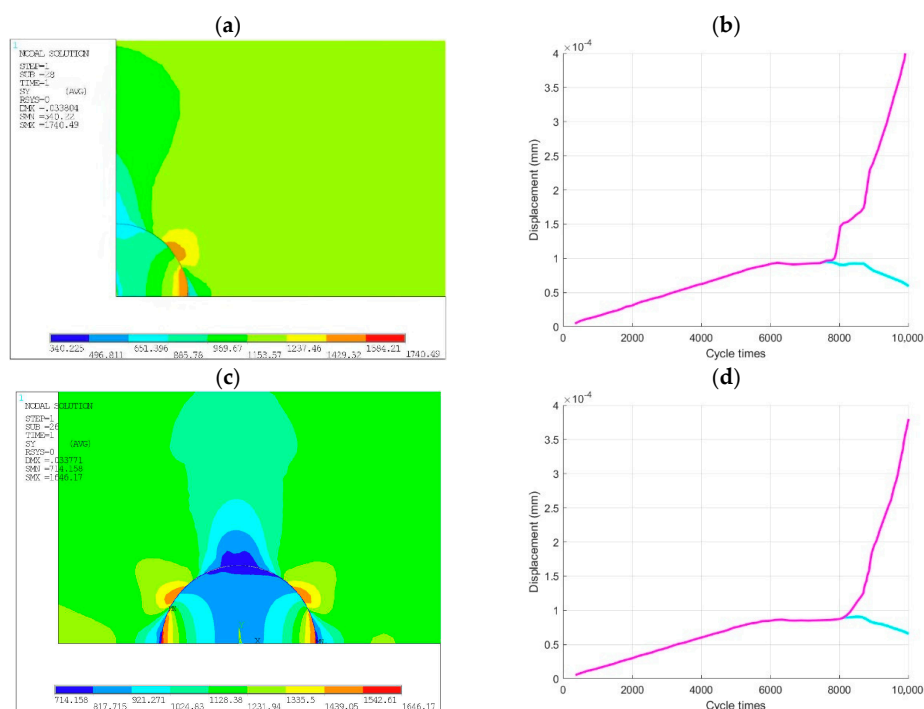 (a)
1
NODAL SOLUTION
STEP=1
SUB =28
TIME=1
SY (AVG)
RSYS=0
DMX =.033804
SMN =340.22
SMX =1740.49
340.225 496.811 651.396 805.78 959.67 1153.57 1237.46 1429.32 1584.21 1740.49
(b)
×10-4
4
3.5
3
2.5
2
1.5
1
0.5
0
Displacement (mm)
0 2000 4000 6000 8000 10,000
Cycle times
(c)
1
NODAL SOLUTION
STEP=1
SUB =26
TIME=1
SY (AVG)
RSYS=0
DMX =.033771
SMN =714.158
SMX =1646.17
714.158 817.715 921.271 1024.83 1128.38 1231.94 1335.5 1439.05 1542.61 1646.17
(d)
×10-4
4
3.5
3
2.5
2
1.5
1
0.5
0
Displacement (mm)
0 2000 4000 6000 8000 10,000
Cycle times